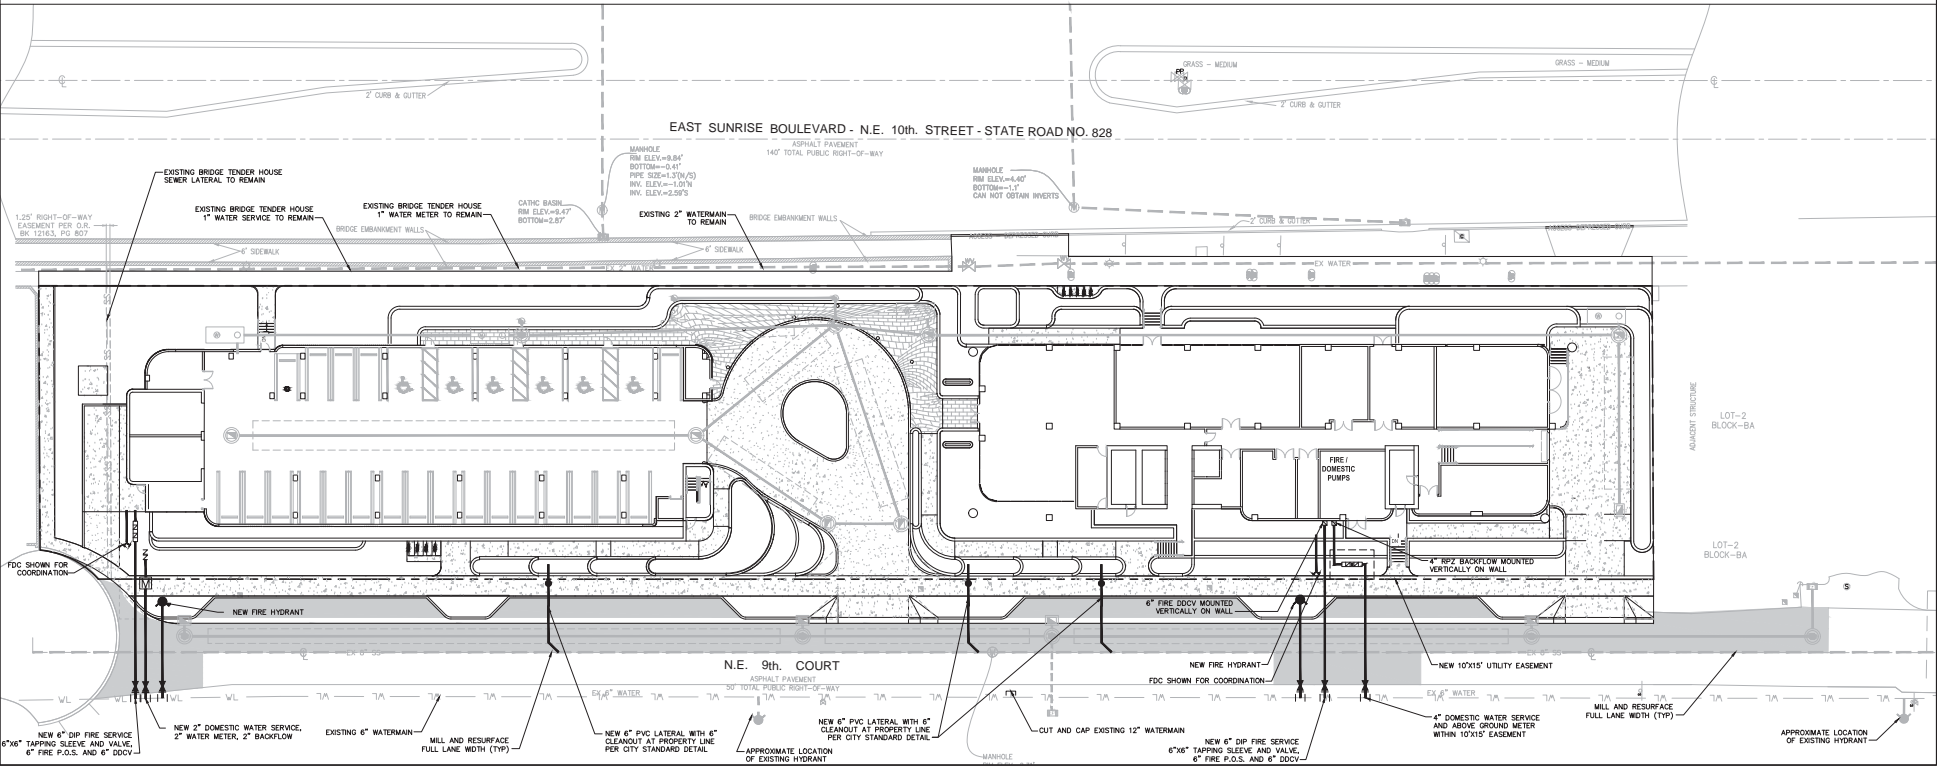 GRASS - MEDIUM
GRASS - MEDIUM
2' CURB & GUTTER
2' CURB & GUTTER
EAST SUNRISE BOULEVARD - N.E. 10th. STREET - STATE ROAD NO. 828
ASPHALT PAVEMENT
140' TOTAL PUBLIC RIGHT-OF-WAY
MANHOLE
RIM ELEV.=9.84'
BOTTOM=-0.41'
PIPE SIZE=1.3'(N/S)
INV. ELEV.=-1.01'N
INV. ELEV.=2.59'S
MANHOLE
RIM ELEV.=4.40'
BOTTOM=-1.1'
CAN NOT OBTAIN INVERTS
EXISTING BRIDGE TENDER HOUSE
SEWER LATERAL TO REMAIN
1.25' RIGHT-OF-WAY
EASEMENT PER O.R.
BK 12163, PG 807
EXISTING BRIDGE TENDER HOUSE
1" WATER SERVICE TO REMAIN
EXISTING BRIDGE TENDER HOUSE
1" WATER METER TO REMAIN
CATHC BASIN
RIM ELEV.=9.47'
BOTTOM=2.87'
EXISTING 2" WATERMAIN
TO REMAIN
BRIDGE EMBANKMENT WALLS
BRIDGE EMBANKMENT WALLS
2' CURB & GUTTER
6' SIDEWALK
6' SIDEWALK
EX 2" WATER
EX WATER
ADJACENT STRUCTURE
LOT-2
BLOCK-BA
FIRE /
DOMESTIC
PUMPS
DN
LOT-2
BLOCK-BA
FDC SHOWN FOR
COORDINATION
4" RPZ BACKFLOW MOUNTED
VERTICALLY ON WALL
NEW FIRE HYDRANT
6" FIRE DDCV MOUNTED
VERTICALLY ON WALL
EX 8" SS
EX 8" SS
N.E. 9th. COURT
ASPHALT PAVEMENT
50' TOTAL PUBLIC RIGHT-OF-WAY
NEW FIRE HYDRANT
FDC SHOWN FOR COORDINATION
NEW 10'X15' UTILITY EASEMENT
WL
WL
WL
EX 6" WATER
EX 6" WATER
NEW 6" DIP FIRE SERVICE
6"X6" TAPPING SLEEVE AND VALVE,
6" FIRE P.O.S. AND 6" DDCV
NEW 2" DOMESTIC WATER SERVICE,
2" WATER METER, 2" BACKFLOW
EXISTING 6" WATERMAIN
MILL AND RESURFACE
FULL LANE WIDTH (TYP)
NEW 6" PVC LATERAL WITH 6"
CLEANOUT AT PROPERTY LINE
PER CITY STANDARD DETAIL
APPROXIMATE LOCATION
OF EXISTING HYDRANT
NEW 6" PVC LATERAL WITH 6"
CLEANOUT AT PROPERTY LINE
PER CITY STANDARD DETAIL
CUT AND CAP EXISTING 12" WATERMAIN
MANHOLE
NEW 6" DIP FIRE SERVICE
6"X6" TAPPING SLEEVE AND VALVE,
6" FIRE P.O.S. AND 6" DDCV
4" DOMESTIC WATER SERVICE
AND ABOVE GROUND METER
WITHIN 10'X15' EASEMENT
MILL AND RESURFACE
FULL LANE WIDTH (TYP)
APPROXIMATE LOCATION
OF EXISTING HYDRANT